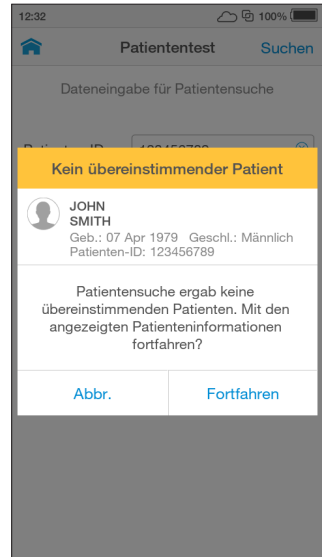 12:32 100%
Patiententest Suchen
Dateneingabe für Patientensuche
Kein übereinstimmender Patient
JOHN
SMITH
Geb.: 07 Apr 1979 Geschl.: Männlich
Patienten-ID: 123456789
Patientensuche ergab keine
übereinstimmenden Patienten. Mit den
angezeigten Patienteninformationen
fortfahren?
Abbr. Fortfahren